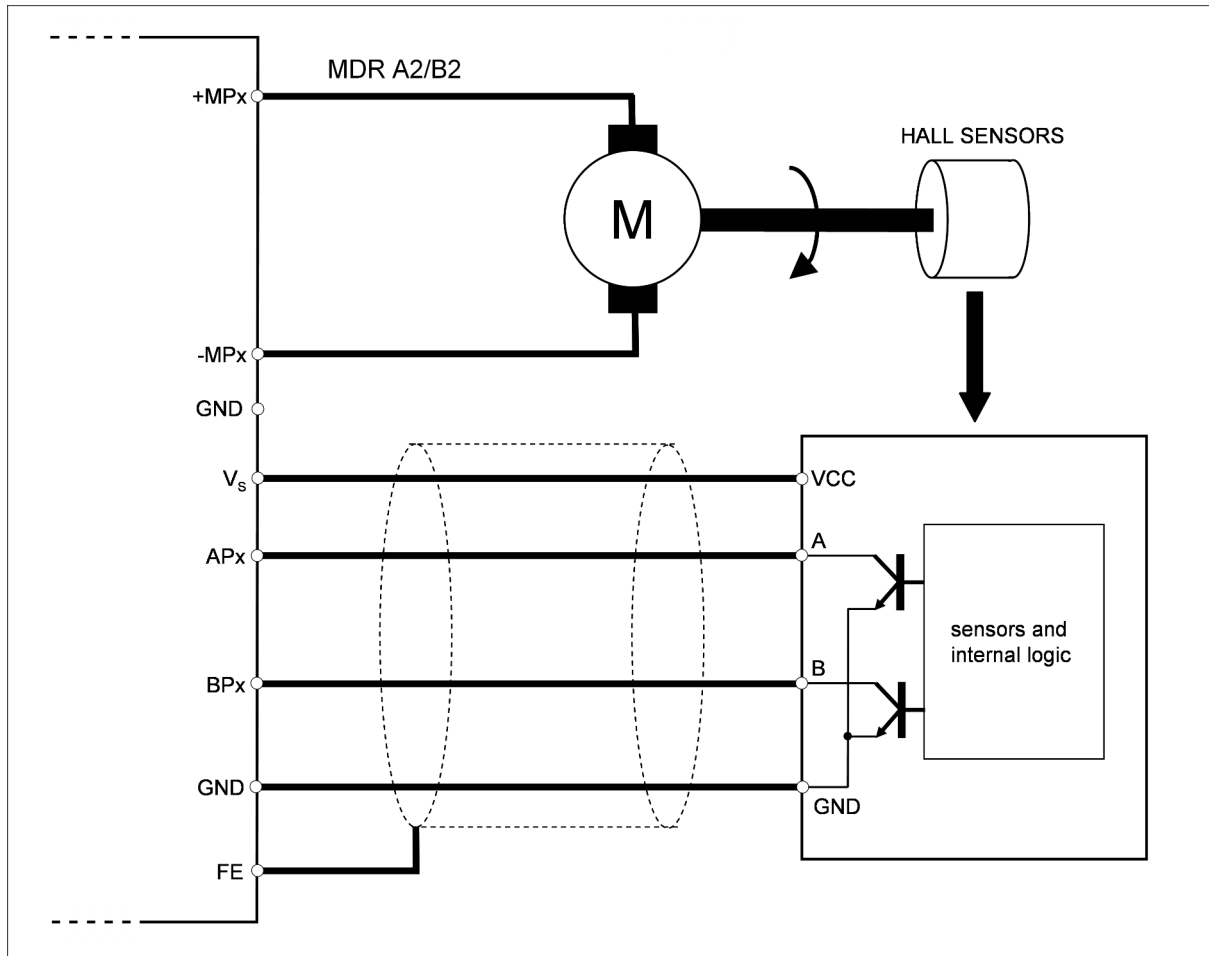 MDR A2/B2
+MPx
HALL SENSORS
M
-MPx
GND
VS
VCC
APx
A
sensors and
internal logic
BPx
B
GND
GND
FE